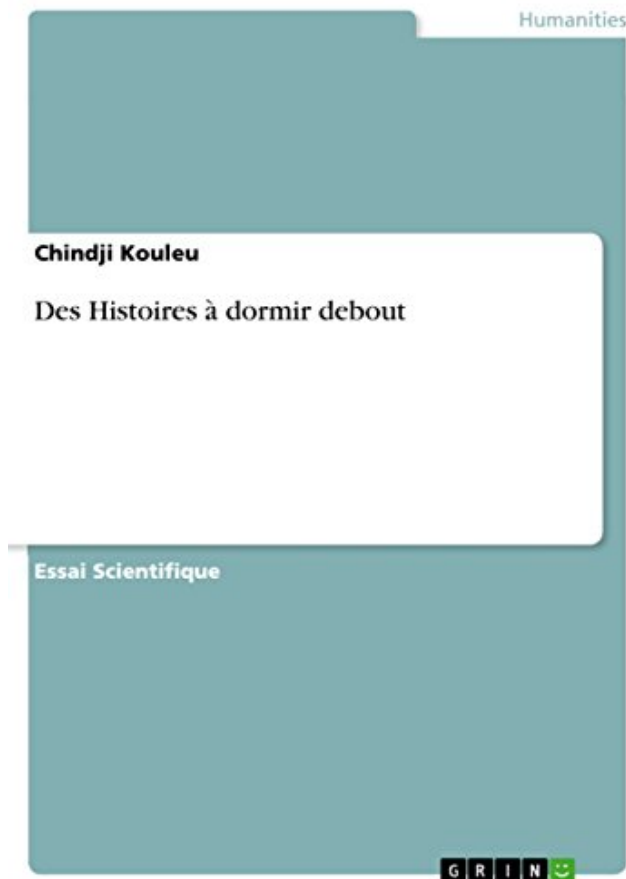 Humanities
Chindji Kouleu
Des Histoires à dormir debout
Essai Scientifique
GRIN